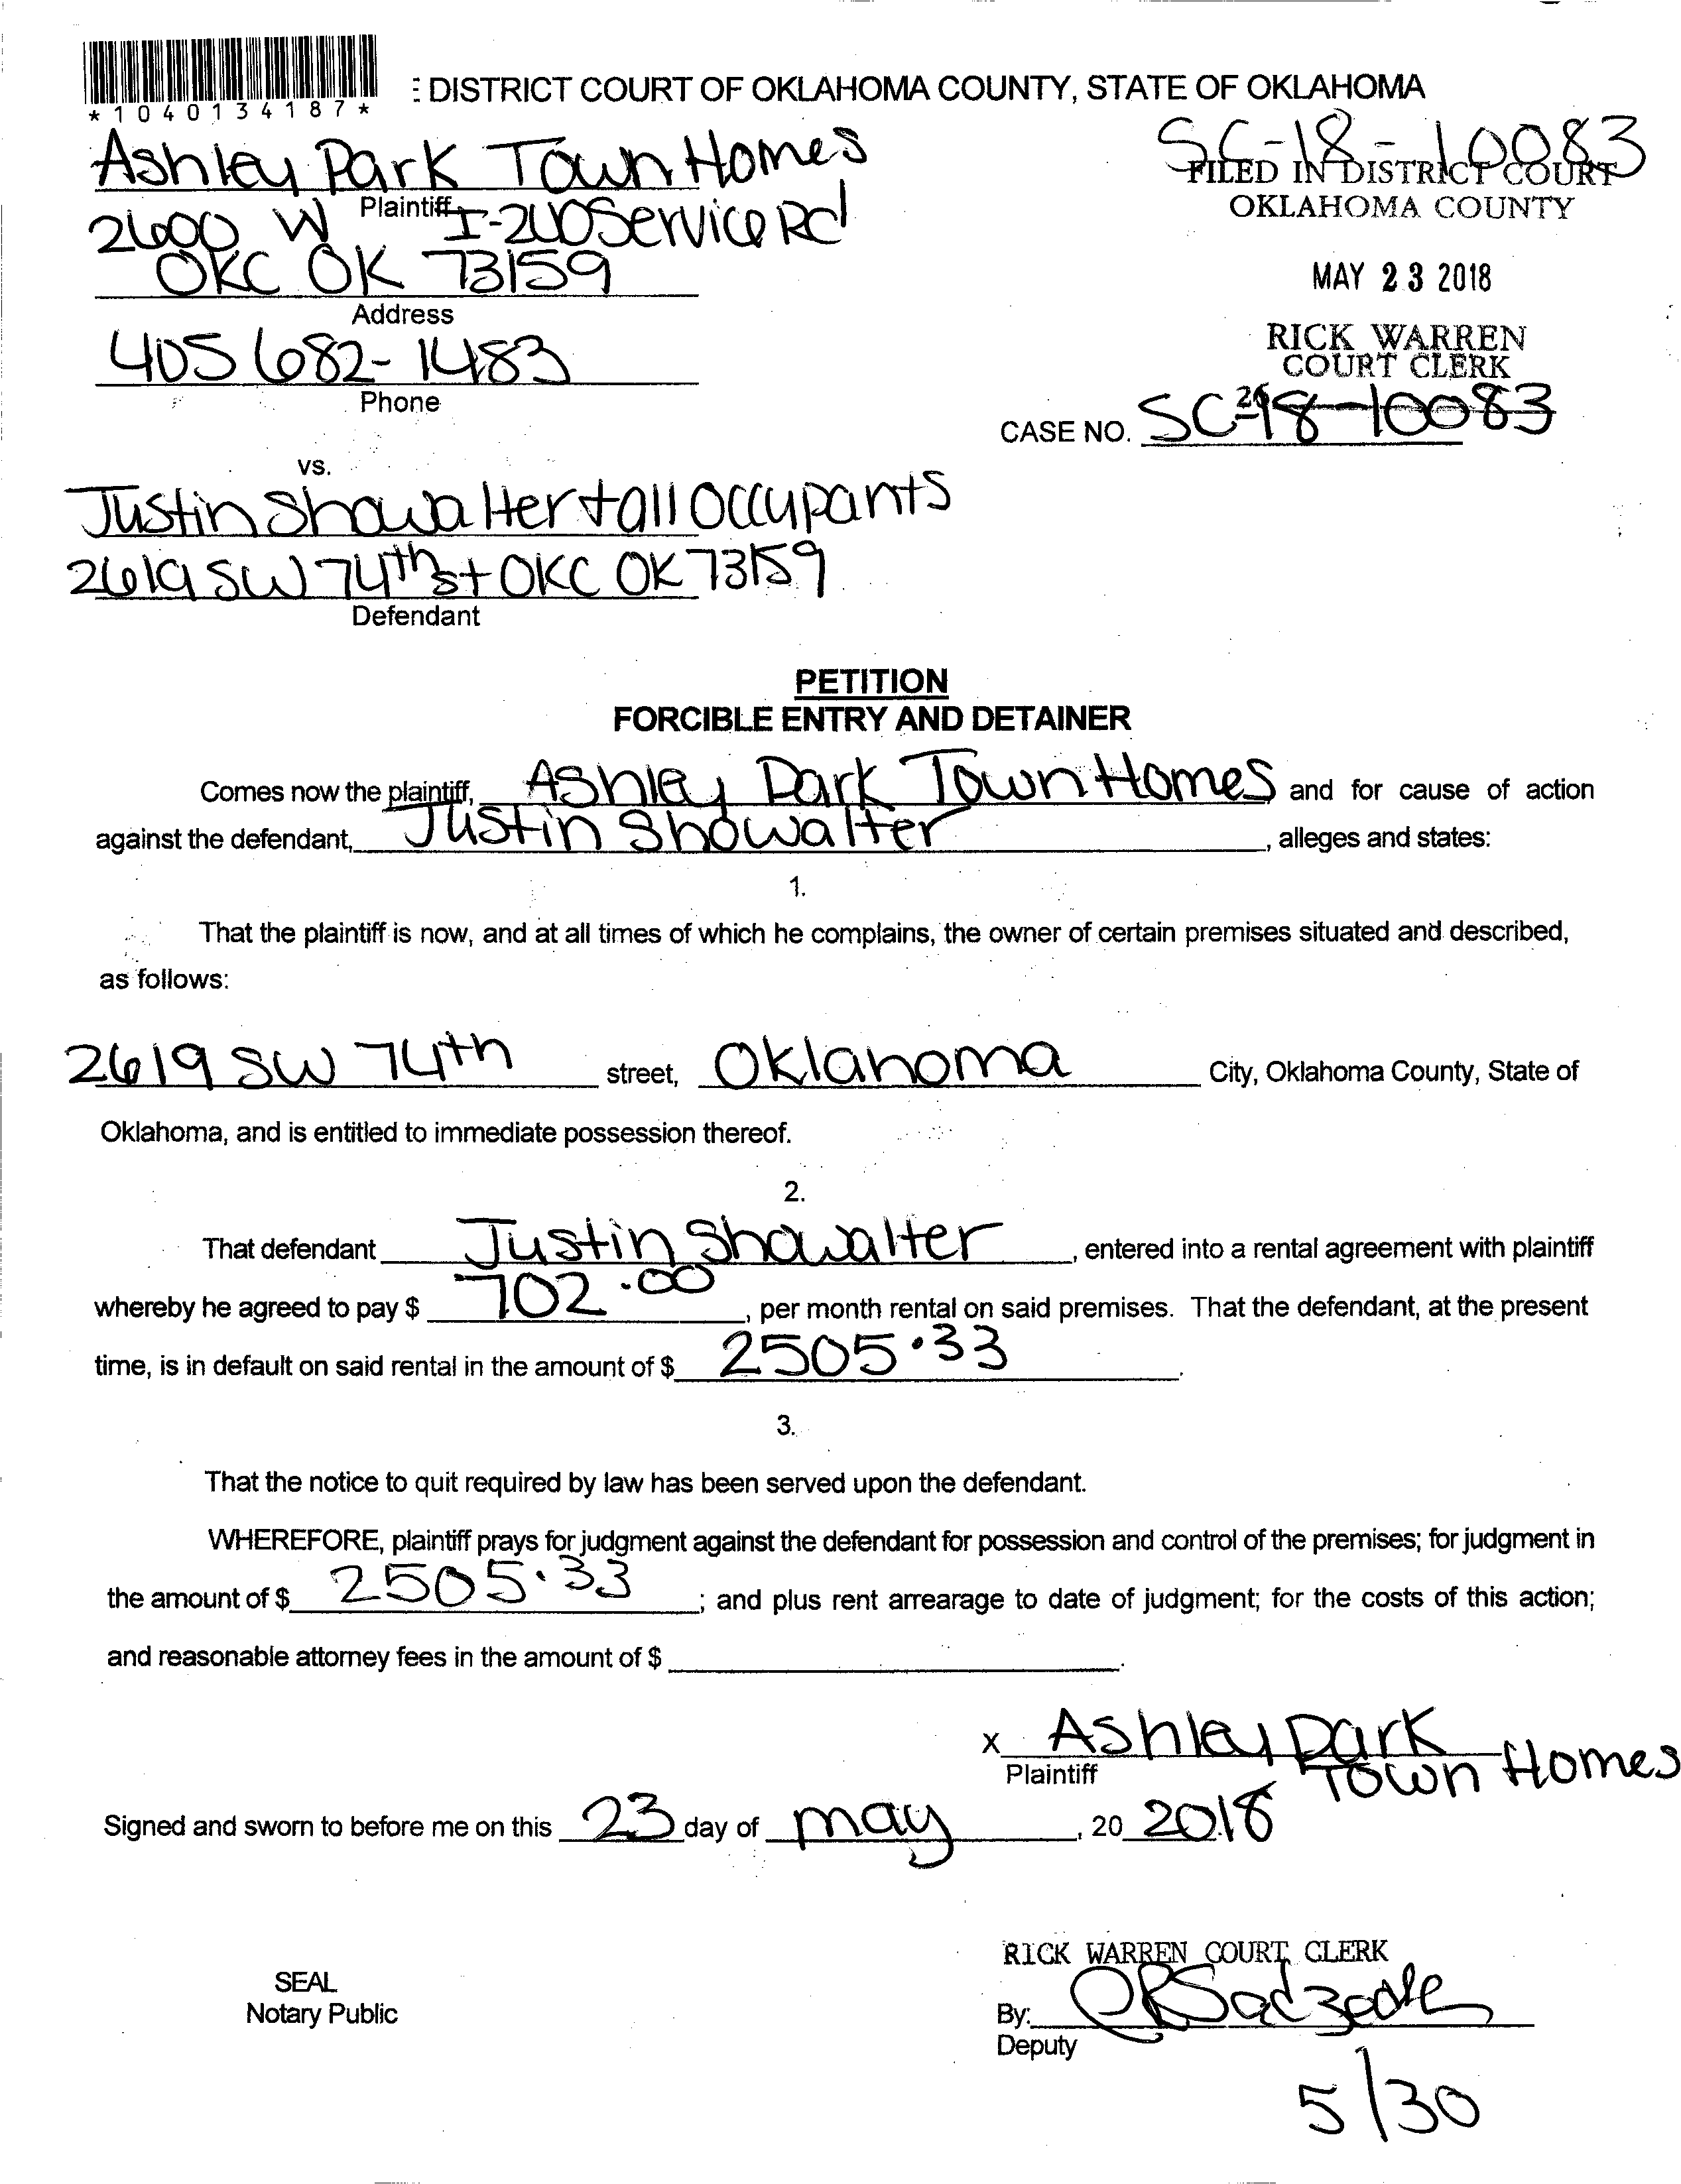 *1040134187*
: DISTRICT COURT OF OKLAHOMA COUNTY, STATE OF OKLAHOMA
Ashley Park Town Homes
SC-18-10083
FILED IN DISTRICT COURT
Plaintiff
OKLAHOMA COUNTY
2600 W I-240 Service Rd
OKC OK 73159
MAY 23 2018
Address
405 682-1483
RICK WARREN
COURT CLERK
Phone
26
CASE NO. SC-18-10083
vs.
Justin Showalter + all occupants
2619 SW 74th St OKC OK 73159
Defendant
PETITION
FORCIBLE ENTRY AND DETAINER
Comes now the plaintiff, Ashley Park Town Homes and for cause of action
against the defendant, Justin Showalter, alleges and states:
1.
That the plaintiff is now, and at all times of which he complains, the owner of certain premises situated and described,
as follows:
2619 SW 74th street, Oklahoma City, Oklahoma County, State of
Oklahoma, and is entitled to immediate possession thereof.
2.
That defendant Justin Showalter, entered into a rental agreement with plaintiff
whereby he agreed to pay $ 702.00, per month rental on said premises. That the defendant, at the present
time, is in default on said rental in the amount of $ 2505.33.
3.
That the notice to quit required by law has been served upon the defendant.
WHEREFORE, plaintiff prays for judgment against the defendant for possession and control of the premises; for judgment in
the amount of $ 2505.33; and plus rent arrearage to date of judgment; for the costs of this action;
and reasonable attorney fees in the amount of $ .
x Ashley Park Town Homes
Plaintiff
Signed and sworn to before me on this 23 day of may, 20 2018
RICK WARREN COURT CLERK
SEAL
Notary Public
By:
Deputy
5/30